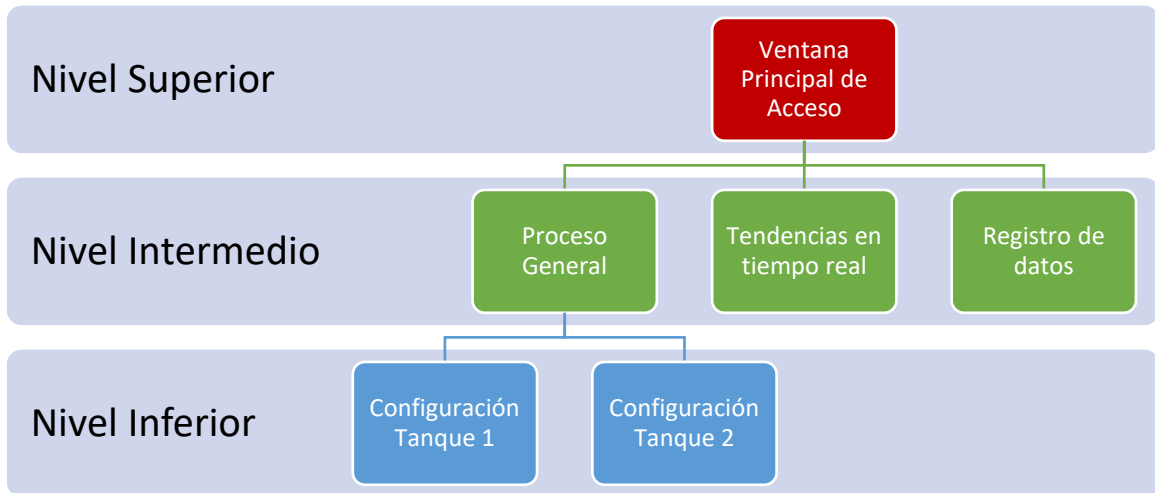 Nivel Superior
Ventana
Principal de
Acceso
Nivel Intermedio
Proceso
General
Tendencias en
tiempo real
Registro de
datos
Nivel Inferior
Configuración
Tanque 1
Configuración
Tanque 2